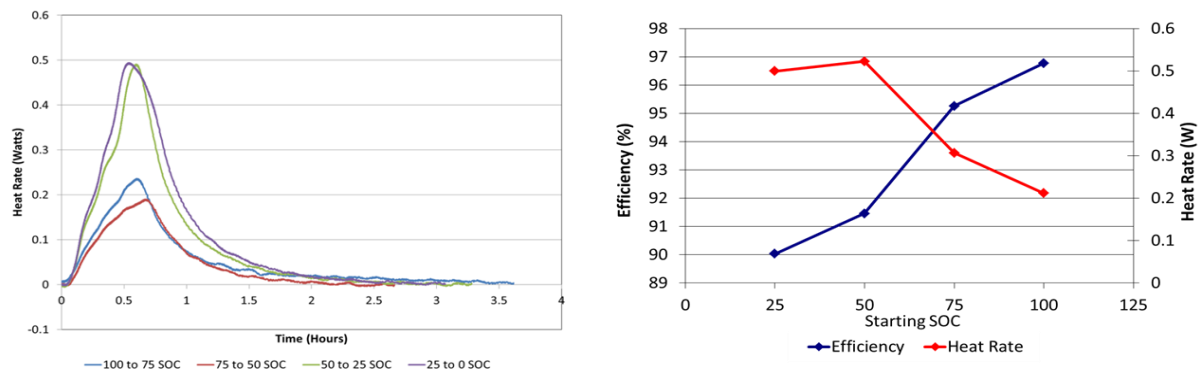 0.6
0.5
0.4
0.3
0.2
0.1
0
-0.1
Heat Rate (Watts)
0 0.5 1 1.5 2 2.5 3 3.5 4
Time (Hours)
100 to 75 SOC 75 to 50 SOC 50 to 25 SOC 25 to 0 SOC
98
97
96
95
94
93
92
91
90
89
Efficiency (%)
0.6
0.5
0.4
0.3
0.2
0.1
0
Heat Rate (W)
0 25 50 75 100 125
Starting SOC
Efficiency Heat Rate